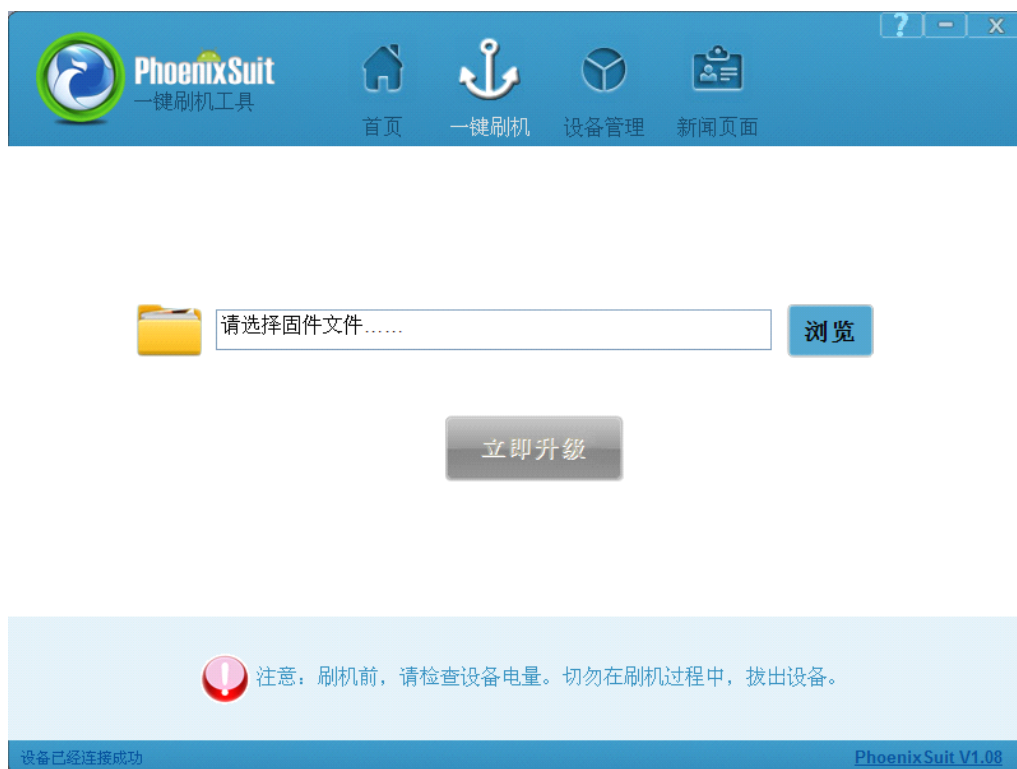 ?
PhoenixSuit
一键刷机工具
首页
一键刷机
设备管理
新闻页面
请选择固件文件……
浏览
立即升级
注意：刷机前，请检查设备电量。切勿在刷机过程中，拔出设备。
设备已经连接成功
PhoenixSuit V1.08